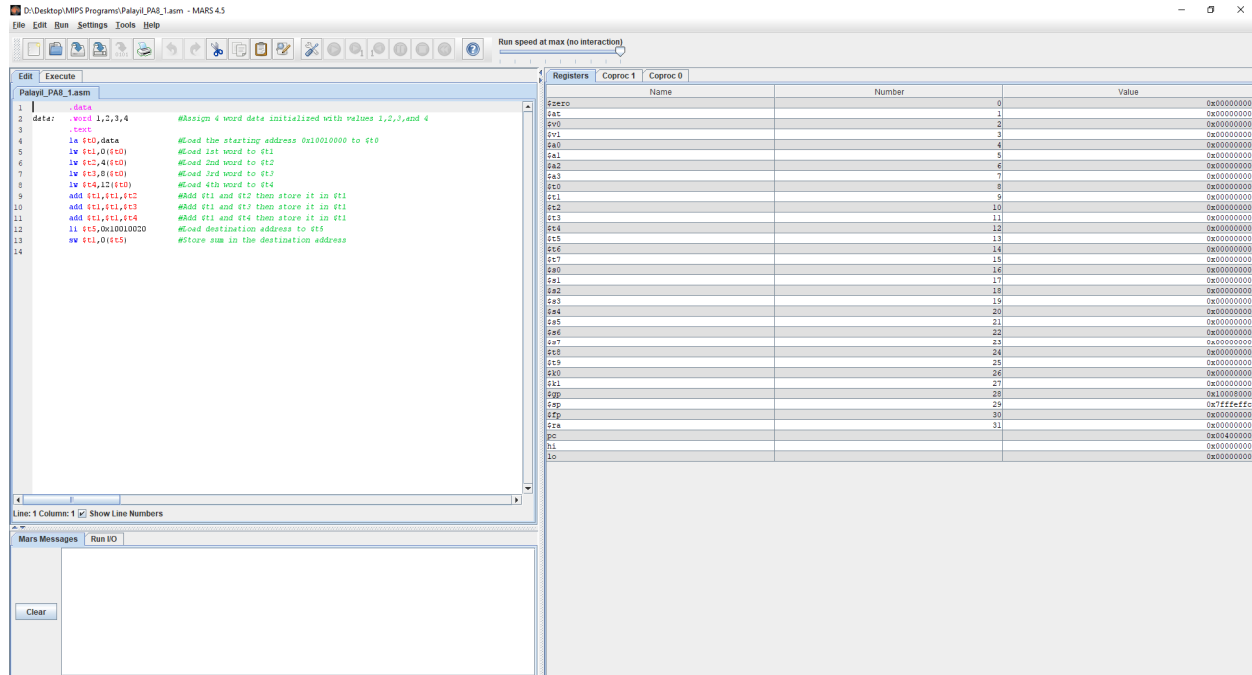 D:\Desktop\MIPS Programs\Palayil_PA8_1.asm - MARS 4.5
File Edit Run Settings Tools Help
Run speed at max (no interaction)
Edit Execute
Palayil_PA8_1.asm
1 .data
2 data: .word 1,2,3,4 #Assign 4 word data initialized with values 1,2,3,and 4
3 .text
4 la $t0,data #Load the starting address 0x10010000 to $t0
5 lw $t1,0($t0) #Load 1st word to $t1
6 lw $t2,4($t0) #Load 2nd word to $t2
7 lw $t3,8($t0) #Load 3rd word to $t3
8 lw $t4,12($t0) #Load 4th word to $t4
9 add $t1,$t1,$t2 #Add $t1 and $t2 then store it in $t1
10 add $t1,$t1,$t3 #Add $t1 and $t3 then store it in $t1
11 add $t1,$t1,$t4 #Add $t1 and $t4 then store it in $t1
12 li $t5,0x10010020 #Load destination address to $t5
13 sw $t1,0($t5) #Store sum in the destination address
14
Line: 1 Column: 1 Show Line Numbers
Mars Messages Run I/O
Clear
Registers Coproc 1 Coproc 0
Name Number Value
$zero 0 0x00000000
$at 1 0x00000000
$v0 2 0x00000000
$v1 3 0x00000000
$a0 4 0x00000000
$a1 5 0x00000000
$a2 6 0x00000000
$a3 7 0x00000000
$t0 8 0x00000000
$t1 9 0x00000000
$t2 10 0x00000000
$t3 11 0x00000000
$t4 12 0x00000000
$t5 13 0x00000000
$t6 14 0x00000000
$t7 15 0x00000000
$s0 16 0x00000000
$s1 17 0x00000000
$s2 18 0x00000000
$s3 19 0x00000000
$s4 20 0x00000000
$s5 21 0x00000000
$s6 22 0x00000000
$s7 23 0x00000000
$t8 24 0x00000000
$t9 25 0x00000000
$k0 26 0x00000000
$k1 27 0x00000000
$gp 28 0x10008000
$sp 29 0x7fffeffc
$fp 30 0x00000000
$ra 31 0x00000000
pc 0x00400000
hi 0x00000000
lo 0x00000000